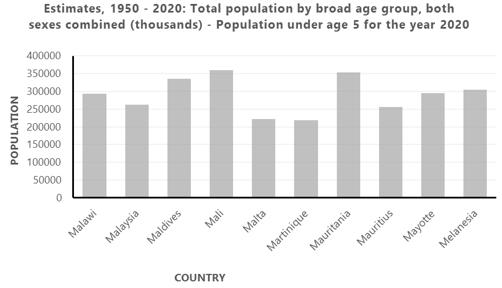 Estimates, 1950 - 2020: Total population by broad age group, both
sexes combined (thousands) - Population under age 5 for the year 2020
400000
350000
300000
250000
200000
150000
100000
50000
0
POPULATION
Malawi
Malaysia
Maldives
Mali
Malta
Martinique
Mauritania
Mauritius
Mayotte
Melanesia
COUNTRY